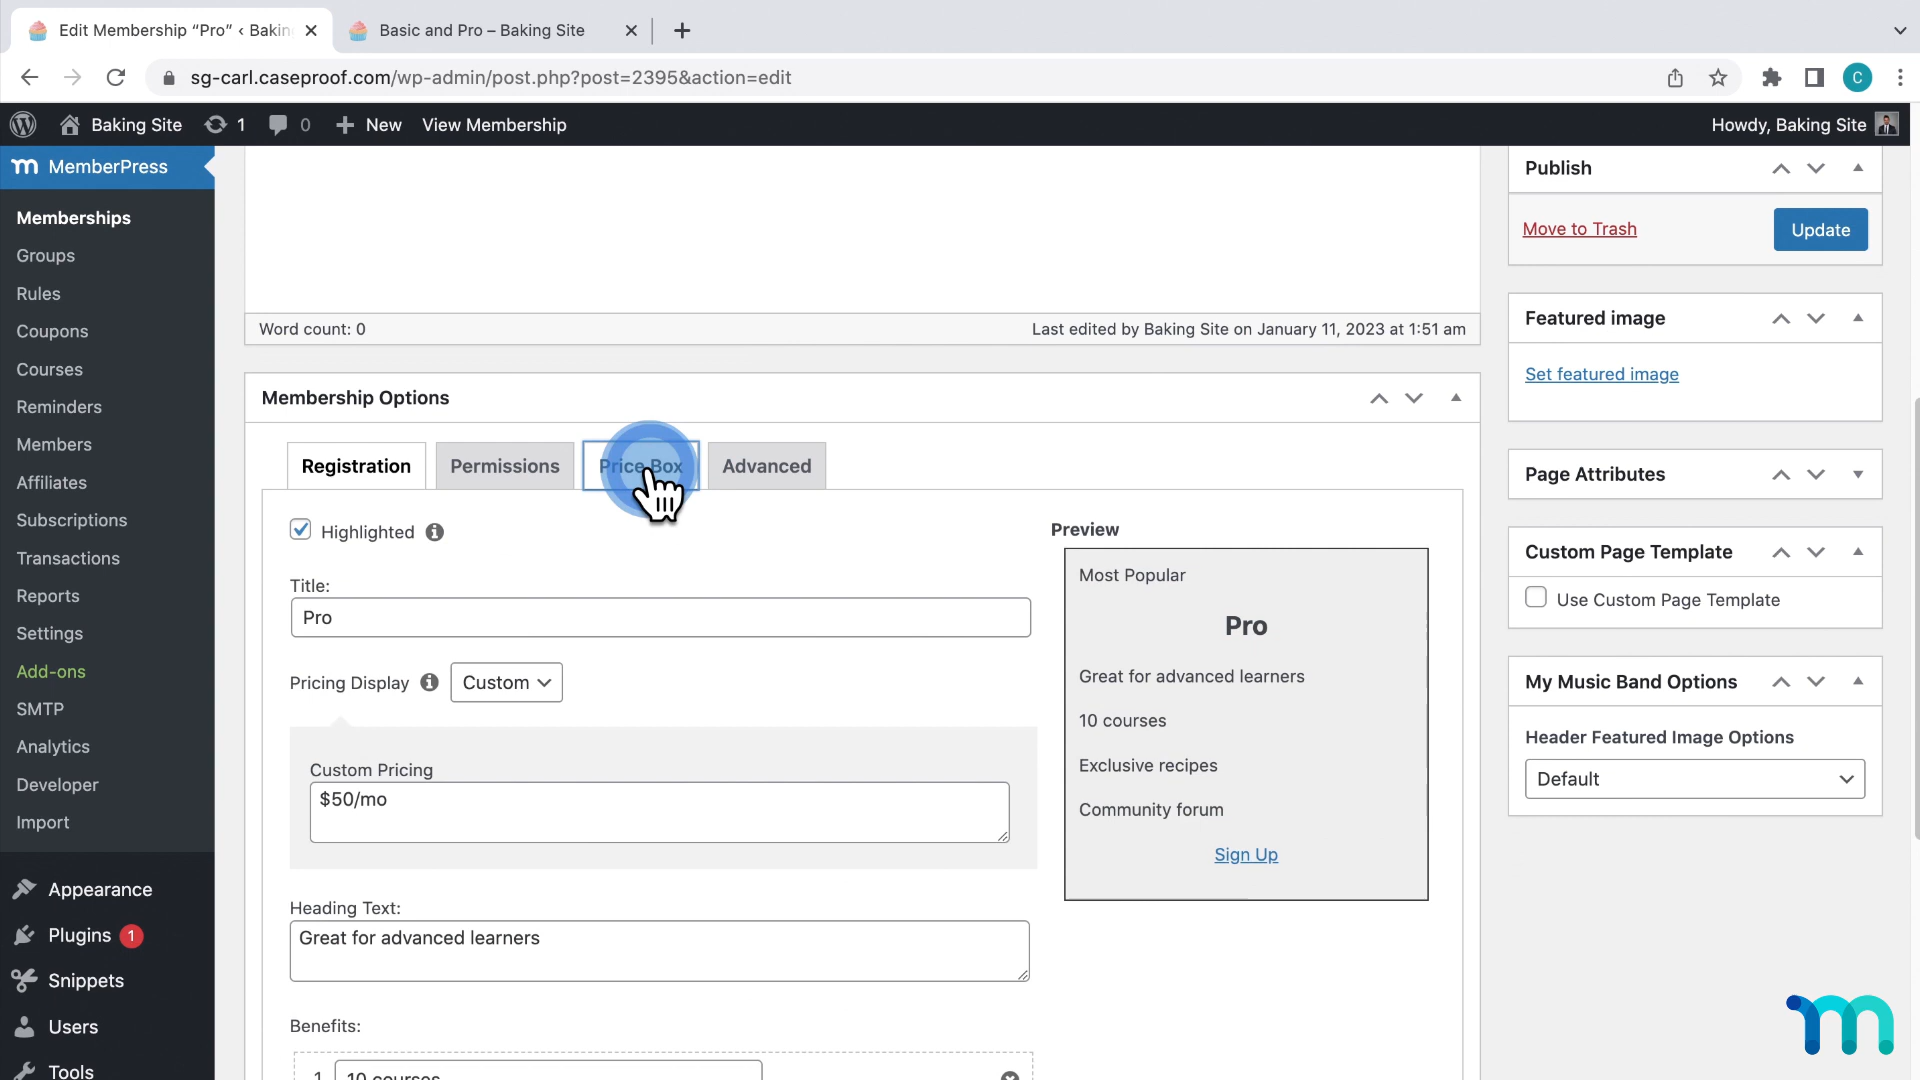 Edit Membership “Pro” ‹ Bakin
Basic and Pro – Baking Site
sg-carl.caseproof.com/wp-admin/post.php?post=2395&action=edit
C
Baking Site 1 0 New View Membership
Howdy, Baking Site
MemberPress
Memberships
Groups
Rules
Coupons
Courses
Reminders
Members
Affiliates
Subscriptions
Transactions
Reports
Settings
Add-ons
SMTP
Analytics
Developer
Import
Appearance
Plugins 1
Snippets
Users
Tools
Word count: 0
Last edited by Baking Site on January 11, 2023 at 1:51 am
Membership Options
Registration
Permissions
Price Box
Advanced
Highlighted
Title:
Pro
Pricing Display
Custom
Custom Pricing
$50/mo
Heading Text:
Great for advanced learners
Benefits:
1 10 courses
Preview
Most Popular
Pro
Great for advanced learners
10 courses
Exclusive recipes
Community forum
Sign Up
Publish
Move to Trash
Update
Featured image
Set featured image
Page Attributes
Custom Page Template
Use Custom Page Template
My Music Band Options
Header Featured Image Options
Default